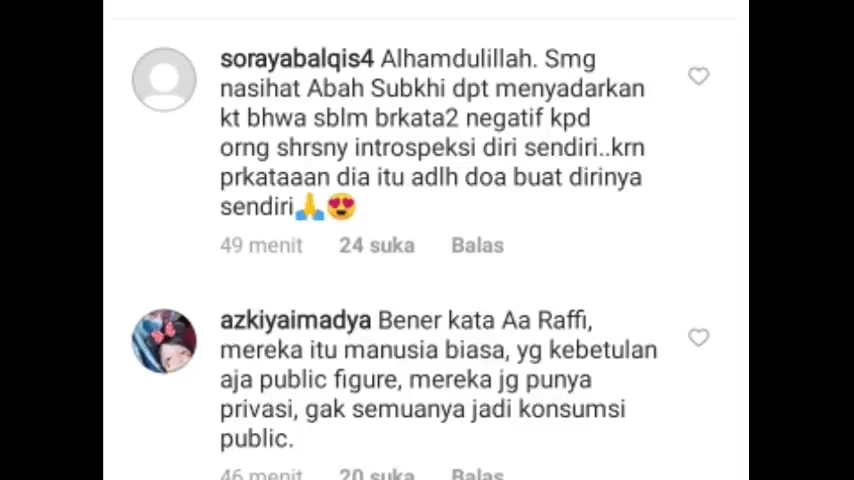 sorayabalqis4 Alhamdulillah. Smg
nasihat Abah Subkhi dpt menyadarkan
kt bhwa sblm brkata2 negatif kpd
orng shrsny introspeksi diri sendiri..krn
prkataaan dia itu adlh doa buat dirinya
sendiri🙏😍
49 menit 24 suka Balas
azkiyaimadya Bener kata Aa Raffi,
mereka itu manusia biasa, yg kebetulan
aja public figure, mereka jg punya
privasi, gak semuanya jadi konsumsi
public.
46 menit 20 suka Balas